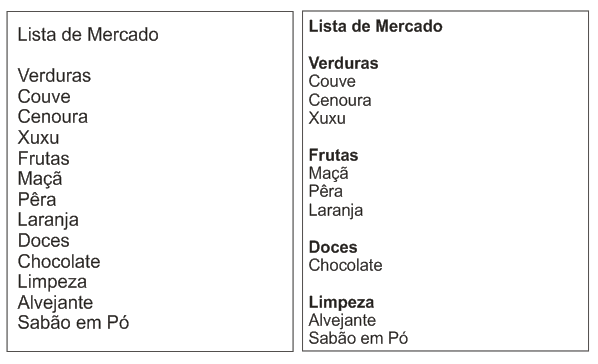 Lista de Mercado
Verduras
Couve
Cenoura
Xuxu
Frutas
Maçã
Pêra
Laranja
Doces
Chocolate
Limpeza
Alvejante
Sabão em Pó
Lista de Mercado
Verduras
Couve
Cenoura
Xuxu
Frutas
Maçã
Pêra
Laranja
Doces
Chocolate
Limpeza
Alvejante
Sabão em Pó